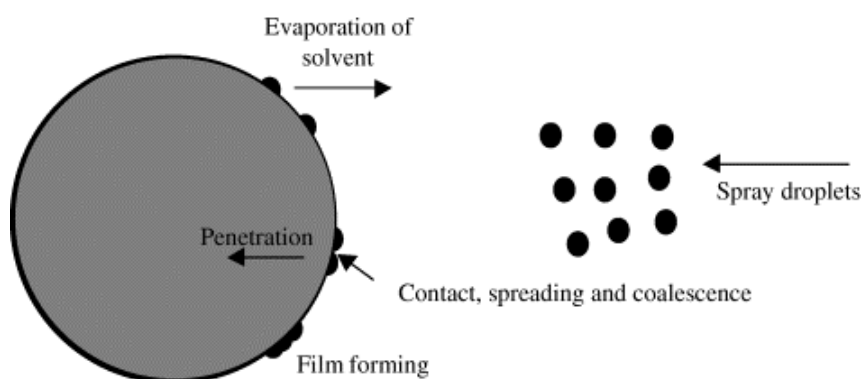 Evaporation of
solvent
Spray droplets
Penetration
Contact, spreading and coalescence
Film forming